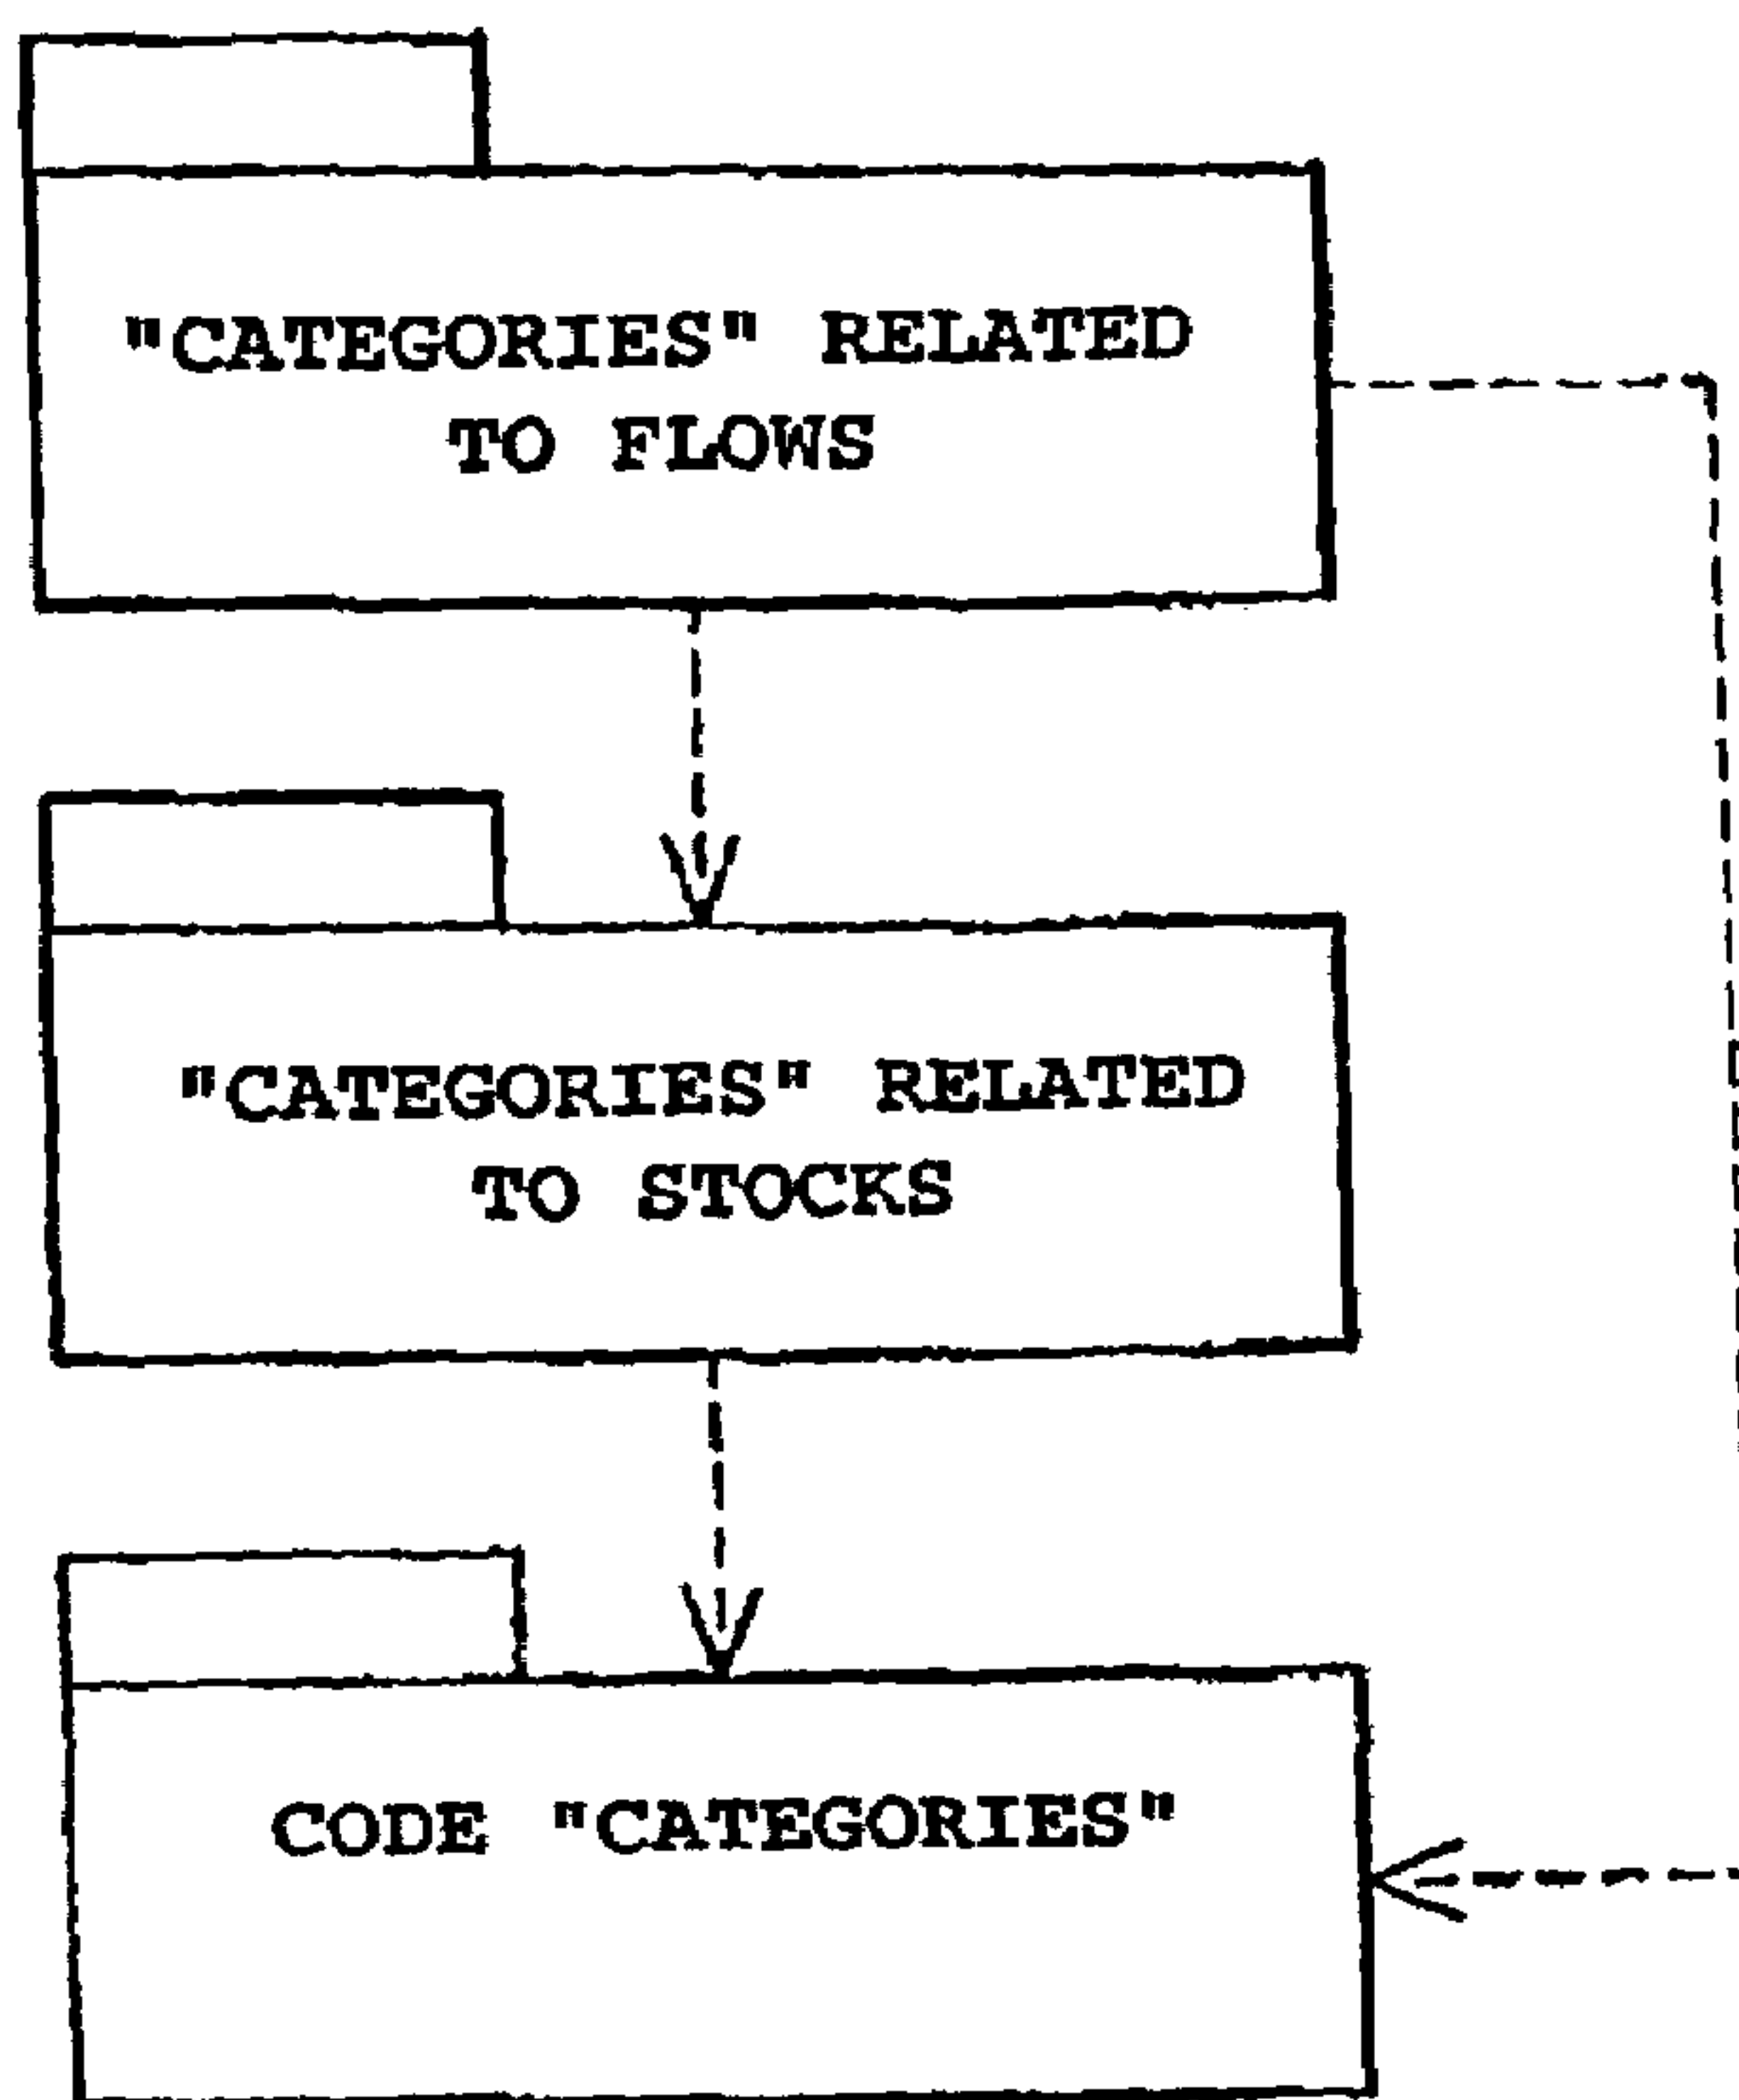 "CATEGORIES" RELATED
TO FLOWS
"CATEGORIES" RELATED
TO STOCKS
CODE "CATEGORIES"